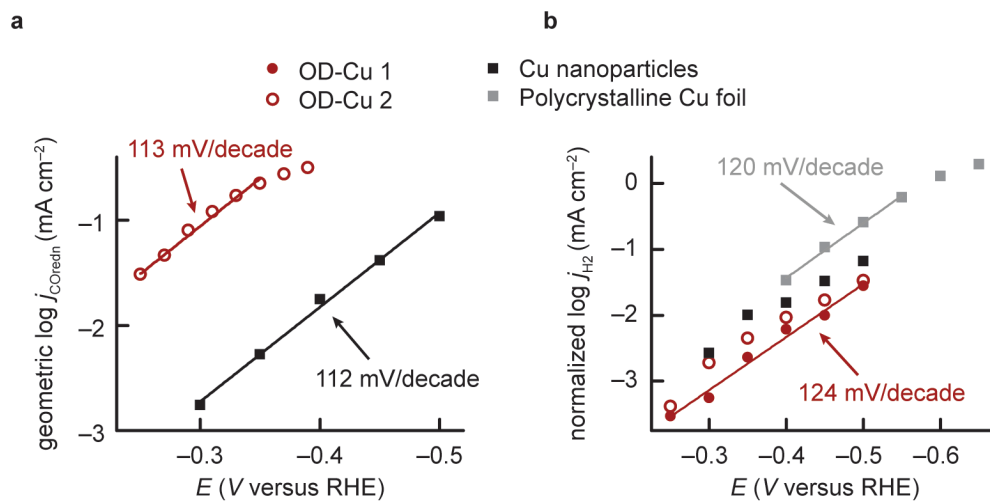 a
b
OD-Cu 1
OD-Cu 2
Cu nanoparticles
Polycrystalline Cu foil
geometric log j_COredn (mA cm⁻²)
113 mV/decade
112 mV/decade
−1
−2
−3
−0.3
−0.4
−0.5
E (V versus RHE)
normalized log j_H2 (mA cm⁻²)
120 mV/decade
124 mV/decade
0
−1
−2
−3
−0.3
−0.4
−0.5
−0.6
E (V versus RHE)